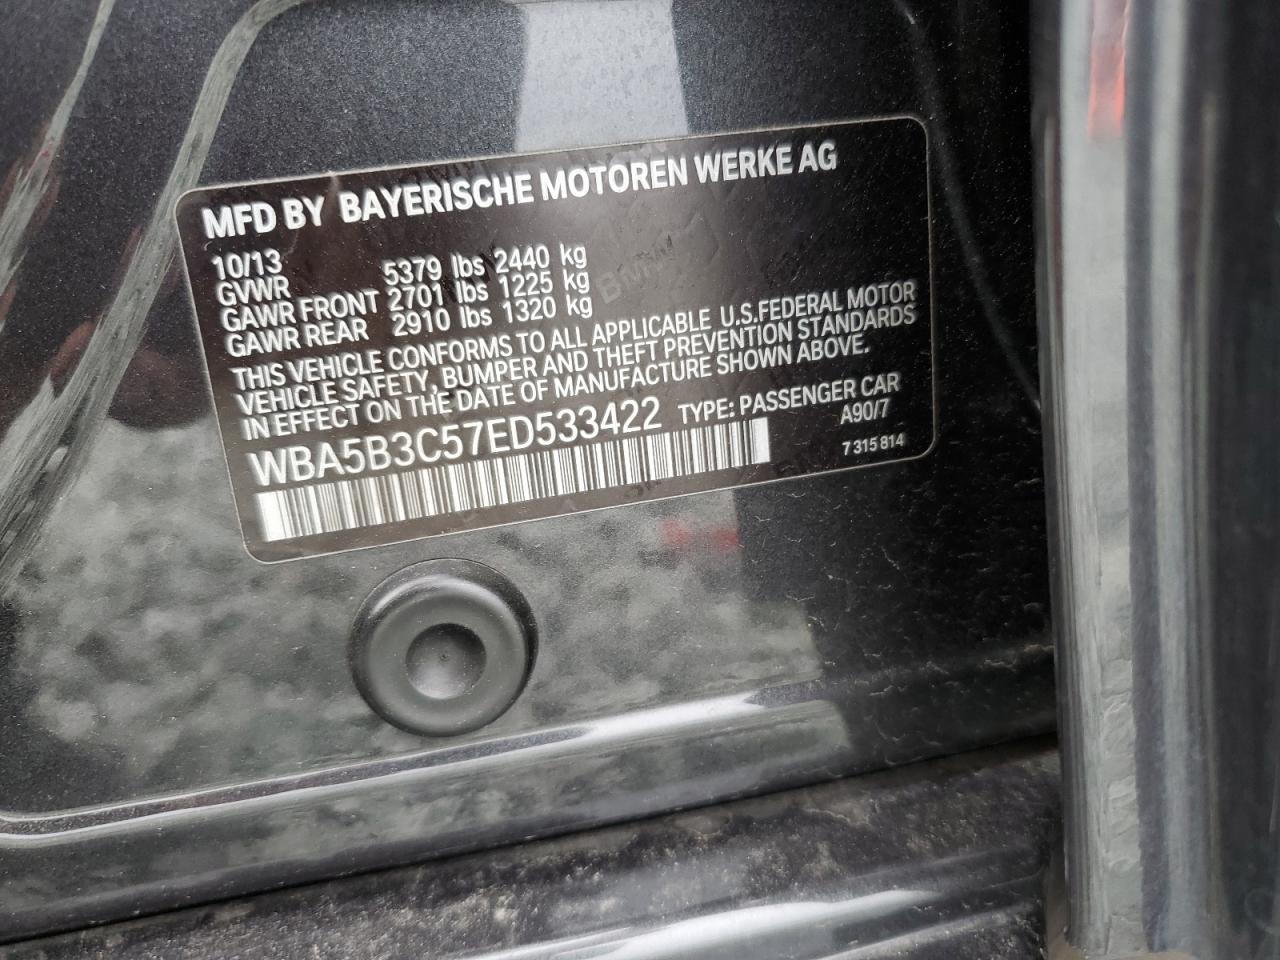 MFD BY BAYERISCHE MOTOREN WERKE AG
10/13
GVWR 5379 lbs 2440 kg
GAWR FRONT 2701 lbs 1225 kg
GAWR REAR 2910 lbs 1320 kg
THIS VEHICLE CONFORMS TO ALL APPLICABLE U.S.FEDERAL MOTOR
VEHICLE SAFETY, BUMPER AND THEFT PREVENTION STANDARDS
IN EFFECT ON THE DATE OF MANUFACTURE SHOWN ABOVE.
WBA5B3C57ED533422 TYPE: PASSENGER CAR
A90/7
7 315 814
BMW